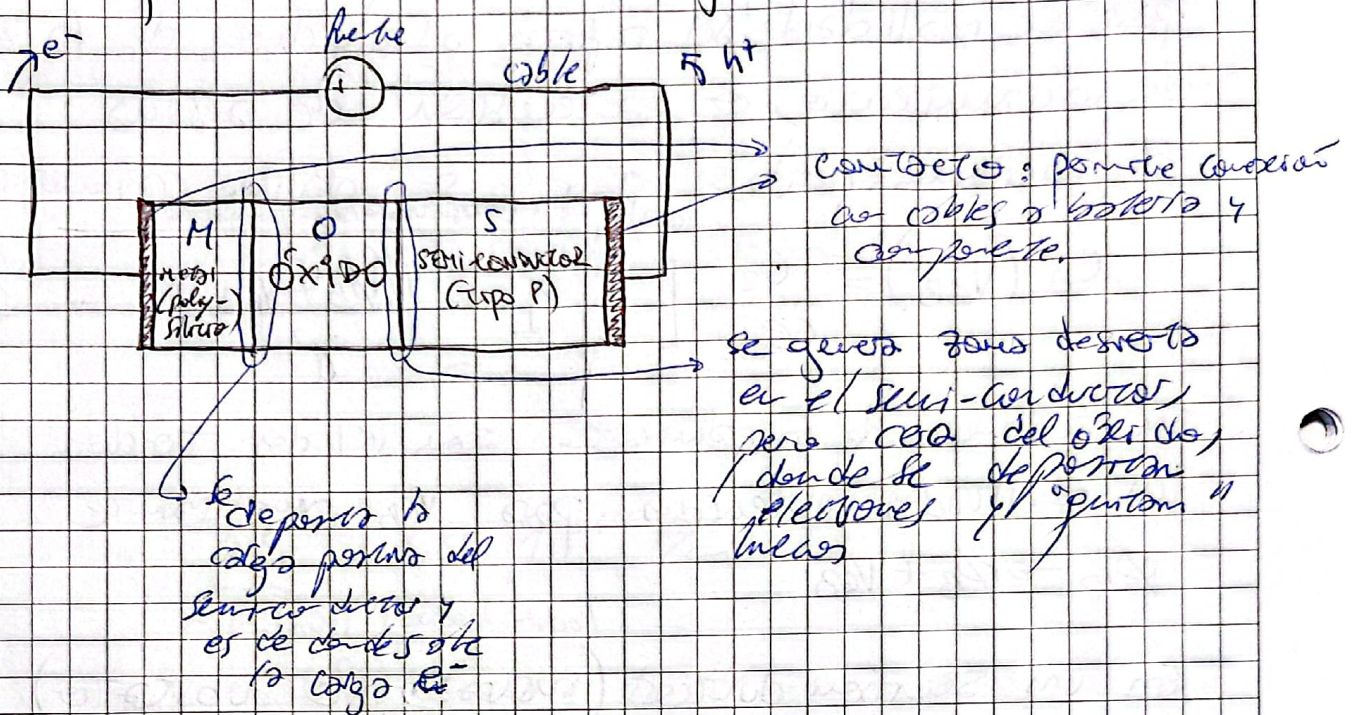 e⁻
fuente
+ -
cable
5 h⁺
contacto: permite conexión
de cables a batería y
componente.
M
O
S
METAL
(poly-
silicio)
ÓXIDO
SEMI-CONDUCTOR
(tipo P)
se genera zona desierta
en el semi-conductor,
pero cerca del óxido,
donde se depositan
electrones y "quitan"
huecos
se
deposita la
carga positiva del
semiconductor y
es de donde sale
la carga e⁻